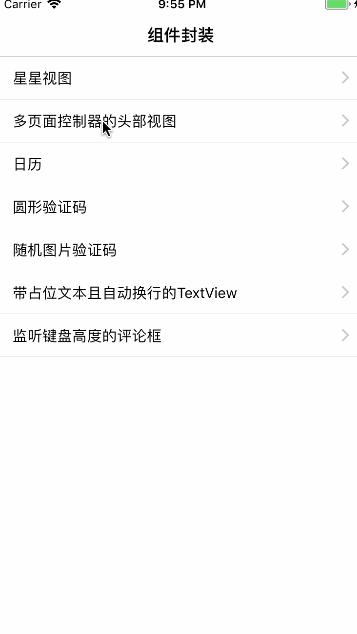 Carrier 9:55 PM
组件封装
星星视图
多页面控制器的头部视图
日历
圆形验证码
随机图片验证码
带占位文本且自动换行的TextView
监听键盘高度的评论框